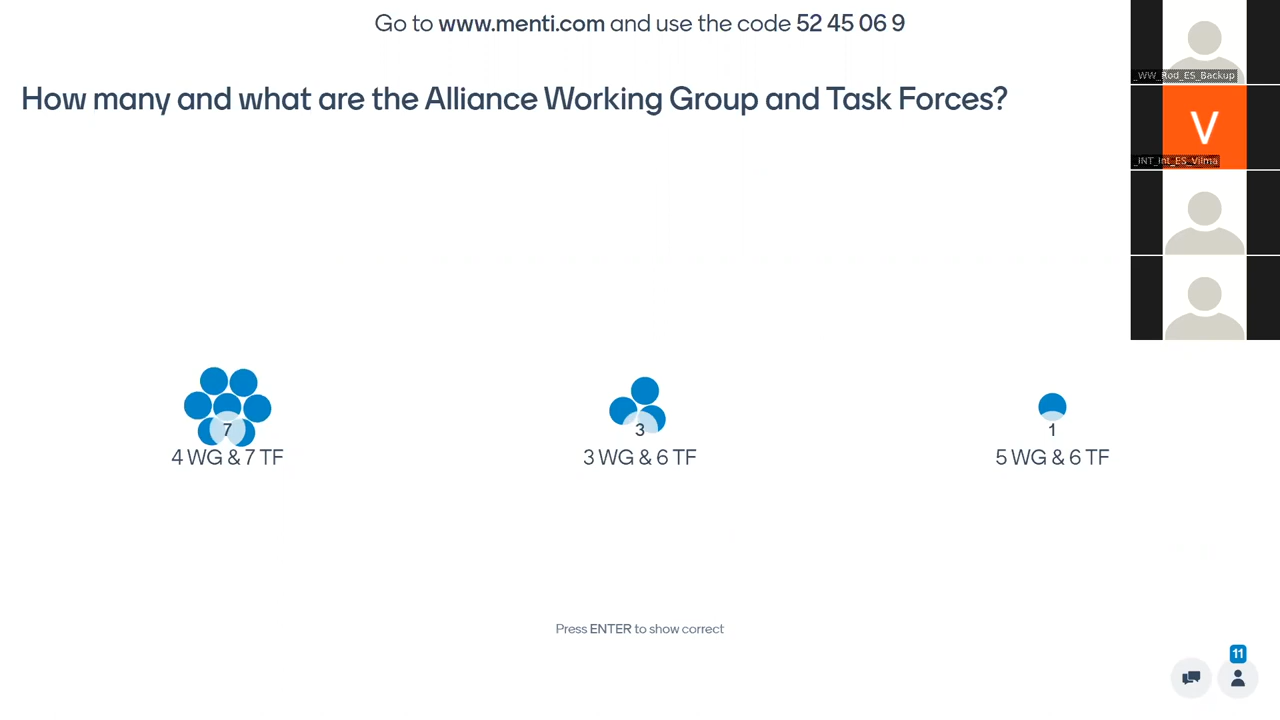 Go to www.menti.com and use the code 52 45 06 9
_WW_Rod_ES_Backup
How many and what are the Alliance Working Group and Task Forces?
V
_INT_Int_ES_Vilma
7
3
1
4 WG & 7 TF
3 WG & 6 TF
5 WG & 6 TF
Press ENTER to show correct
11